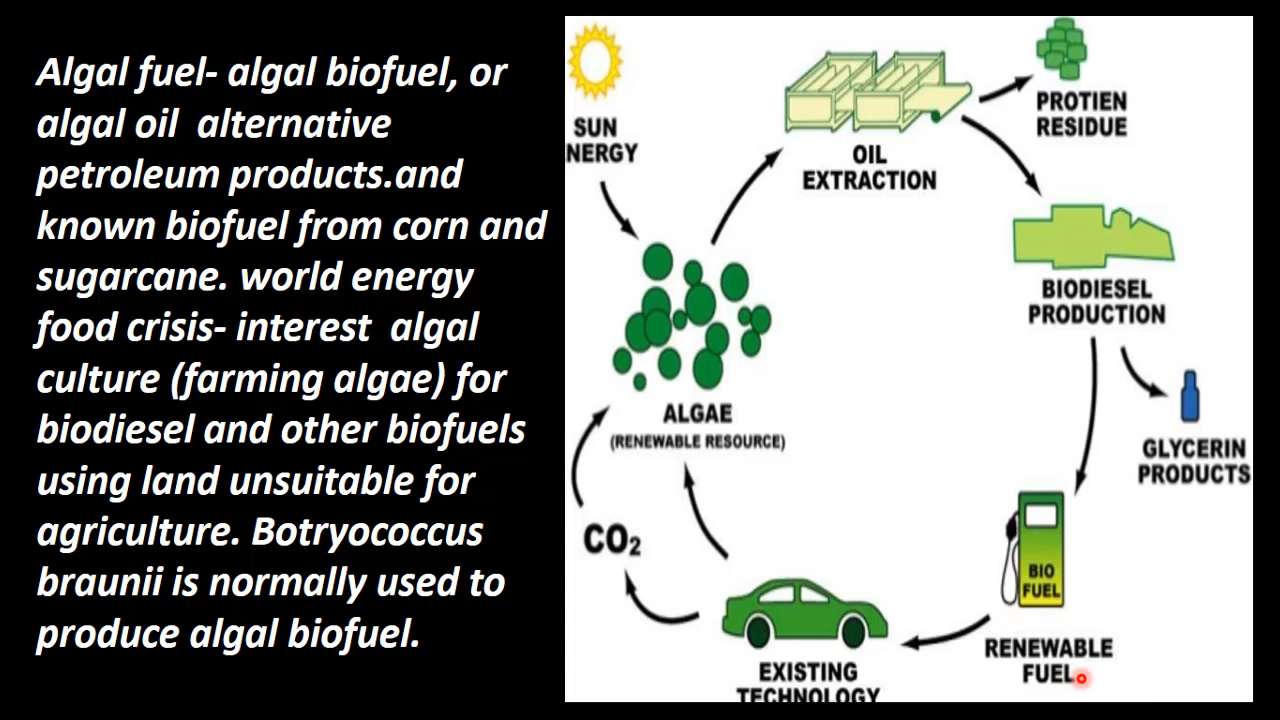 Algal fuel- algal biofuel, or
algal oil  alternative
petroleum products.and
known biofuel from corn and
sugarcane. world energy
food crisis- interest  algal
culture (farming algae) for
biodiesel and other biofuels
using land unsuitable for
agriculture. Botryococcus
braunii is normally used to
produce algal biofuel.
SUN
NERGY
OIL
EXTRACTION
PROTIEN
RESIDUE
BIODIESEL
PRODUCTION
GLYCERIN
PRODUCTS
ALGAE
(RENEWABLE RESOURCE)
CO₂
BIO
FUEL
RENEWABLE
FUEL
EXISTING
TECHNOLOGY